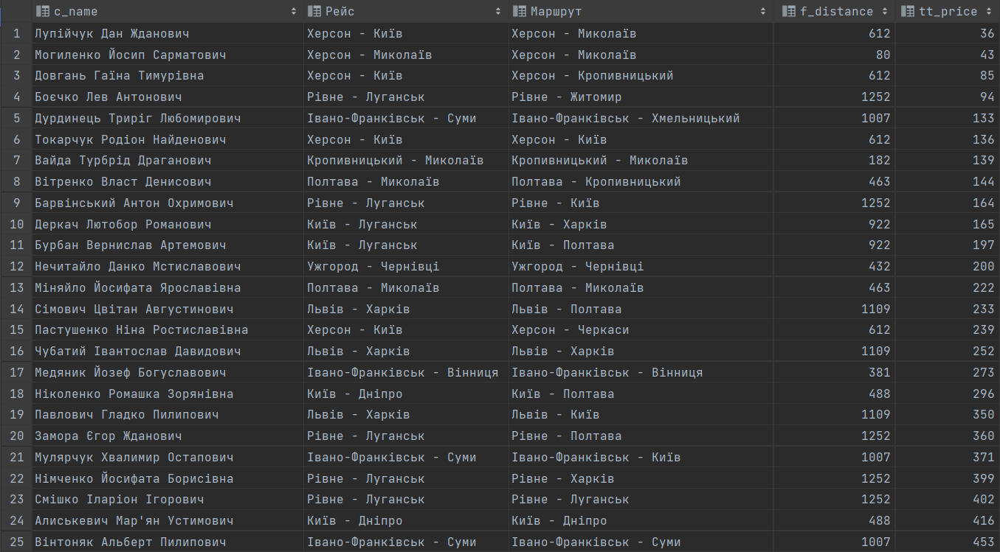 c_name Рейс Маршрут f_distance tt_price
1 Лупійчук Дан Жданович Херсон - Київ Херсон - Миколаїв 612 36
2 Могиленко Йосип Сарматович Херсон - Миколаїв Херсон - Миколаїв 80 43
3 Довгань Гаїна Тимурівна Херсон - Київ Херсон - Кропивницький 612 85
4 Боєчко Лев Антонович Рівне - Луганськ Рівне - Житомир 1252 94
5 Дурдинець Триріг Любомирович Івано-Франківськ - Суми Івано-Франківськ - Хмельницький 1007 133
6 Токарчук Родіон Найденович Херсон - Київ Херсон - Київ 612 136
7 Вайда Турбрід Драганович Кропивницький - Миколаїв Кропивницький - Миколаїв 182 139
8 Вітренко Власт Денисович Полтава - Миколаїв Полтава - Кропивницький 463 144
9 Барвінський Антон Охримович Рівне - Луганськ Рівне - Київ 1252 164
10 Деркач Лютобор Романович Київ - Луганськ Київ - Харків 922 165
11 Бурбан Вернислав Артемович Київ - Луганськ Київ - Полтава 922 197
12 Нечитайло Данко Мстиславович Ужгород - Чернівці Ужгород - Чернівці 432 200
13 Міняйло Йосифата Ярославівна Полтава - Миколаїв Полтава - Миколаїв 463 222
14 Сімович Цвітан Августинович Львів - Харків Львів - Полтава 1109 233
15 Пастушенко Ніна Ростиславівна Херсон - Київ Херсон - Черкаси 612 239
16 Чубатий Івантослав Давидович Львів - Харків Львів - Харків 1109 252
17 Медяник Йозеф Богуславович Івано-Франківськ - Вінниця Івано-Франківськ - Вінниця 381 273
18 Ніколенко Ромашка Зорянівна Київ - Дніпро Київ - Полтава 488 296
19 Павлович Гладко Пилипович Львів - Харків Львів - Київ 1109 350
20 Замора Єгор Жданович Рівне - Луганськ Рівне - Полтава 1252 360
21 Мулярчук Хвалимир Остапович Івано-Франківськ - Суми Івано-Франківськ - Київ 1007 371
22 Німченко Йосифата Борисівна Рівне - Луганськ Рівне - Харків 1252 399
23 Смішко Іларіон Ігорович Рівне - Луганськ Рівне - Луганськ 1252 402
24 Алиськевич Мар'ян Устимович Київ - Дніпро Київ - Дніпро 488 416
25 Вінтоняк Альберт Пилипович Івано-Франківськ - Суми Івано-Франківськ - Суми 1007 453